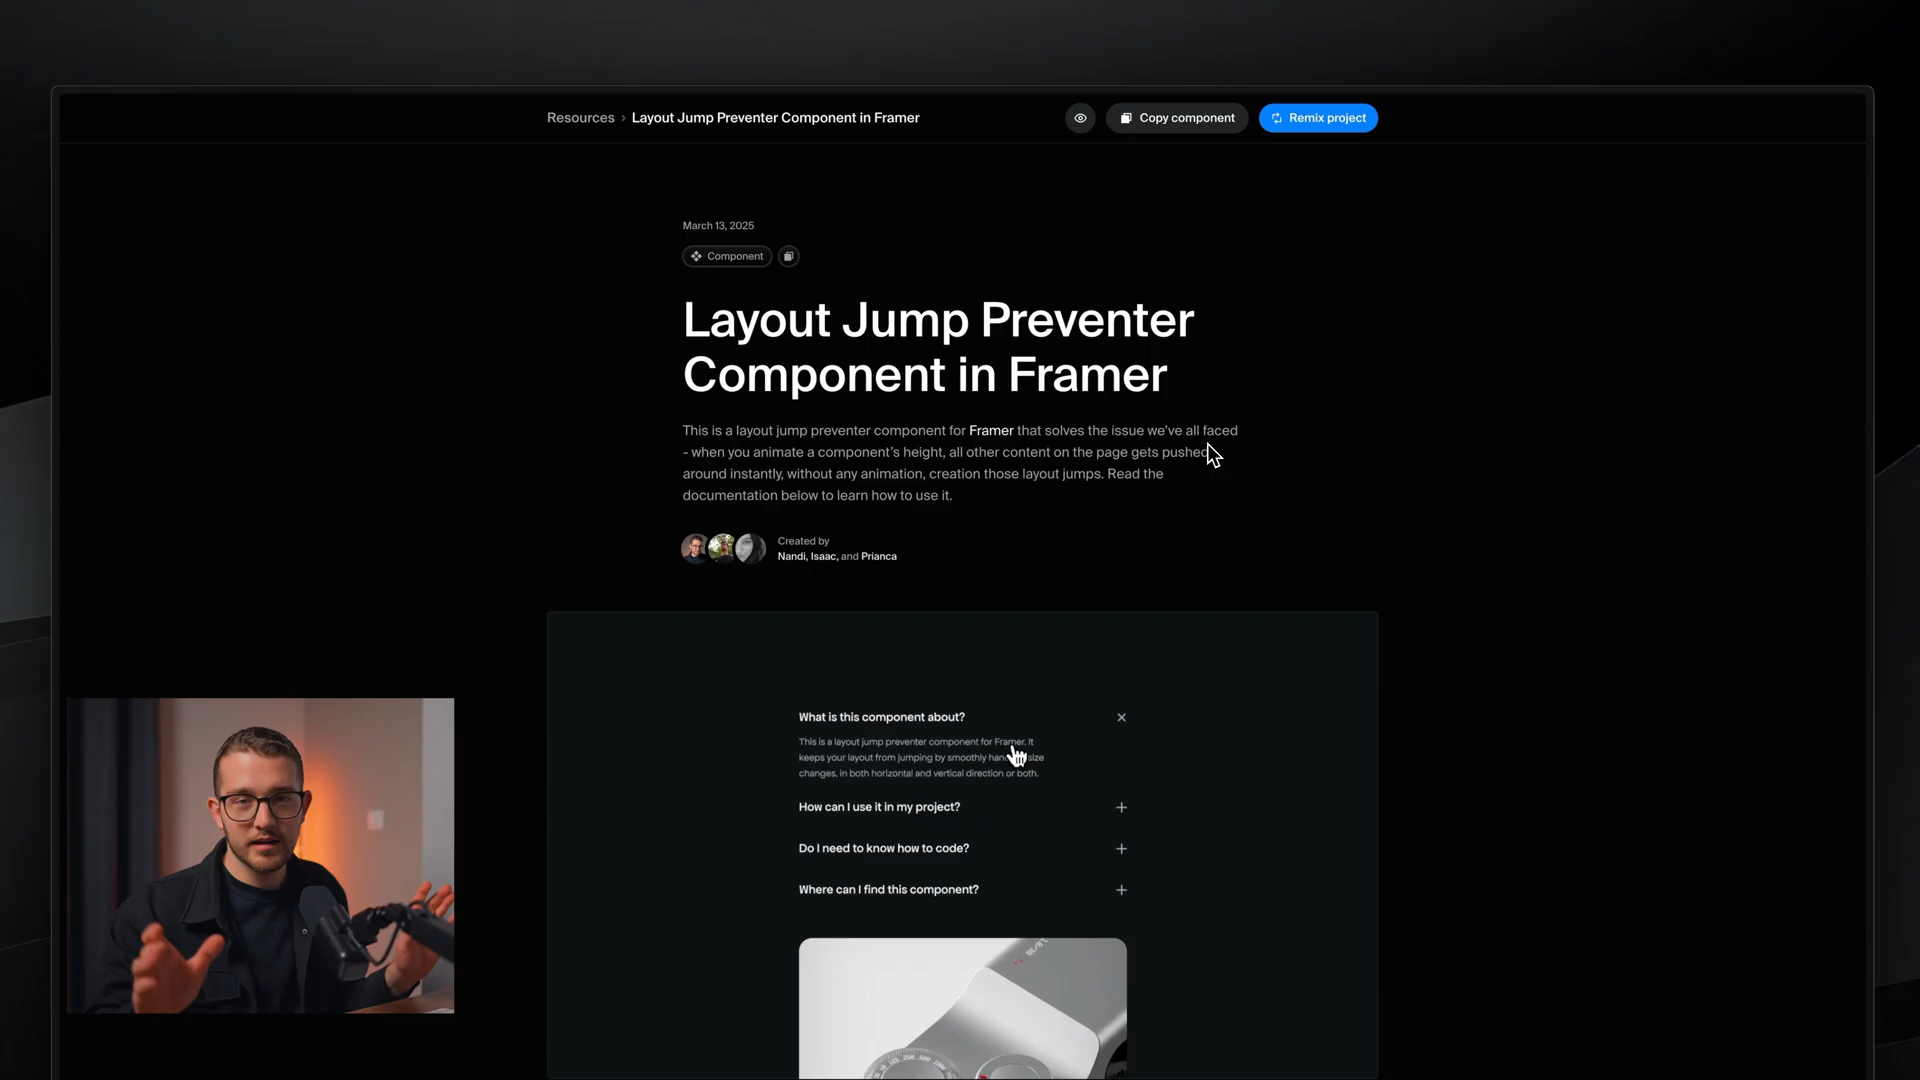 Resources › Layout Jump Preventer Component in Framer
Copy component
Remix project
March 13, 2025
Component
Layout Jump Preventer
Component in Framer
This is a layout jump preventer component for Framer that solves the issue we've all faced
- when you animate a component's height, all other content on the page gets pushed
around instantly, without any animation, creation those layout jumps. Read the
documentation below to learn how to use it.
Created by
Nandi, Isaac, and Prianca
What is this component about?
This is a layout jump preventer component for Framer. It
keeps your layout from jumping by smoothly size
changes, in both horizontal and vertical direction or both.
How can I use it in my project?
Do I need to know how to code?
Where can I find this component?